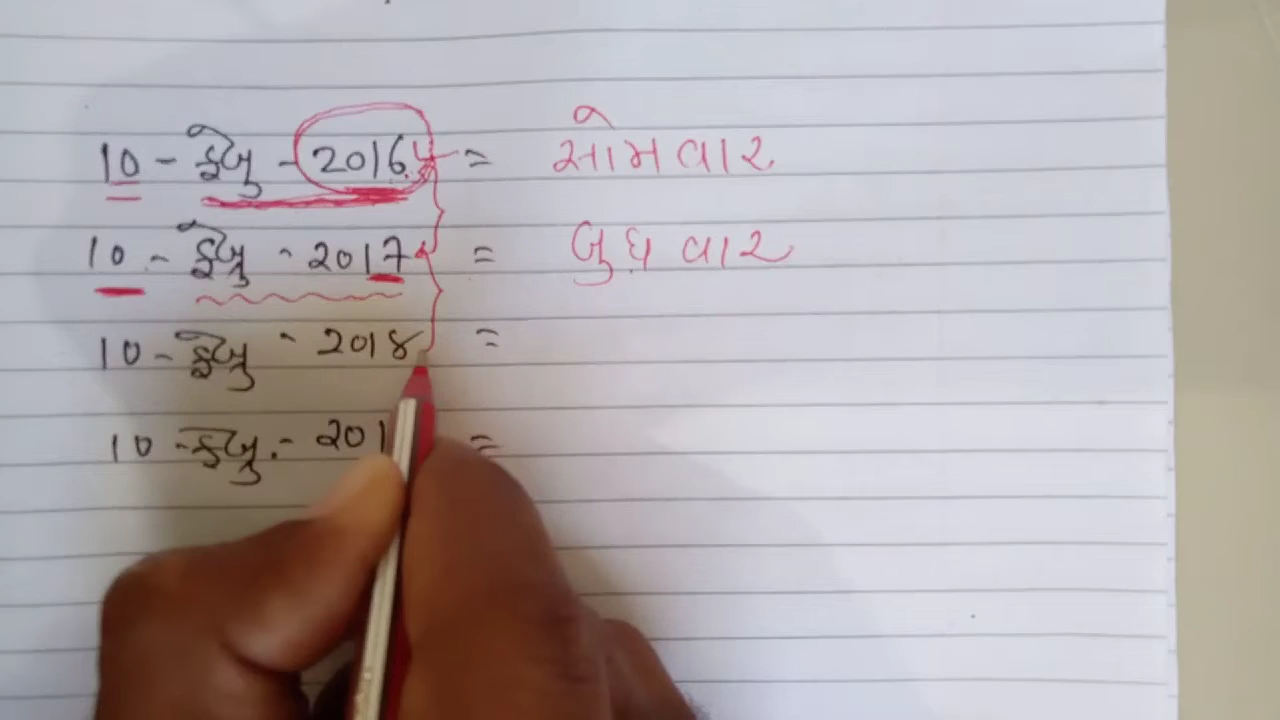 10 - ફેબ્રુ - 2016 = સોમવાર
10 - ફેબ્રુ - 2017 = બુધવાર
10 - ફેબ્રુ - 2018 =
10 - ફેબ્રુ. - 201 =